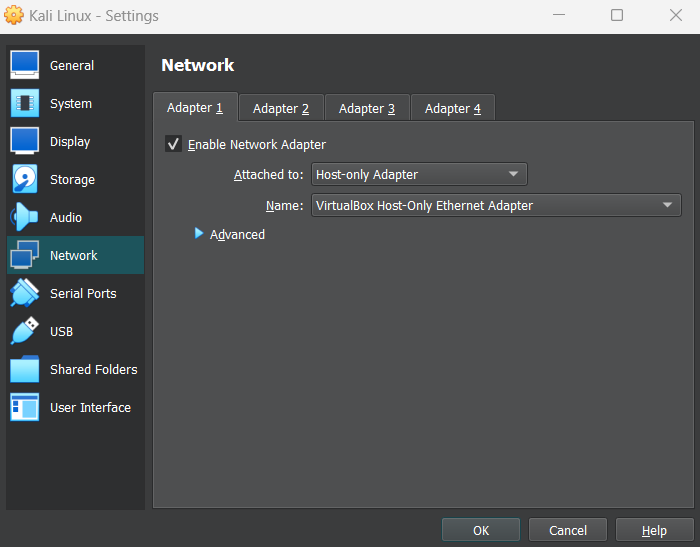 Kali Linux - Settings
General
System
Display
Storage
Audio
Network
Serial Ports
USB
Shared Folders
User Interface
Network
Adapter 1 Adapter 2 Adapter 3 Adapter 4
Enable Network Adapter
Attached to: Host-only Adapter
Name: VirtualBox Host-Only Ethernet Adapter
Advanced
OK Cancel Help